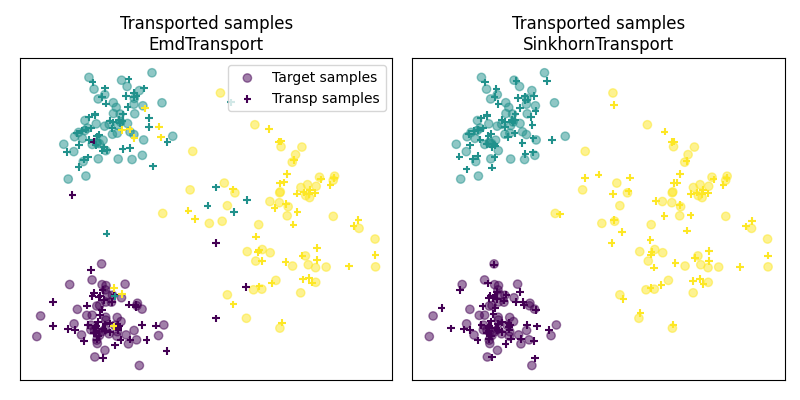 Transported samples
EmdTransport
Target samples
Transp samples
Transported samples
SinkhornTransport